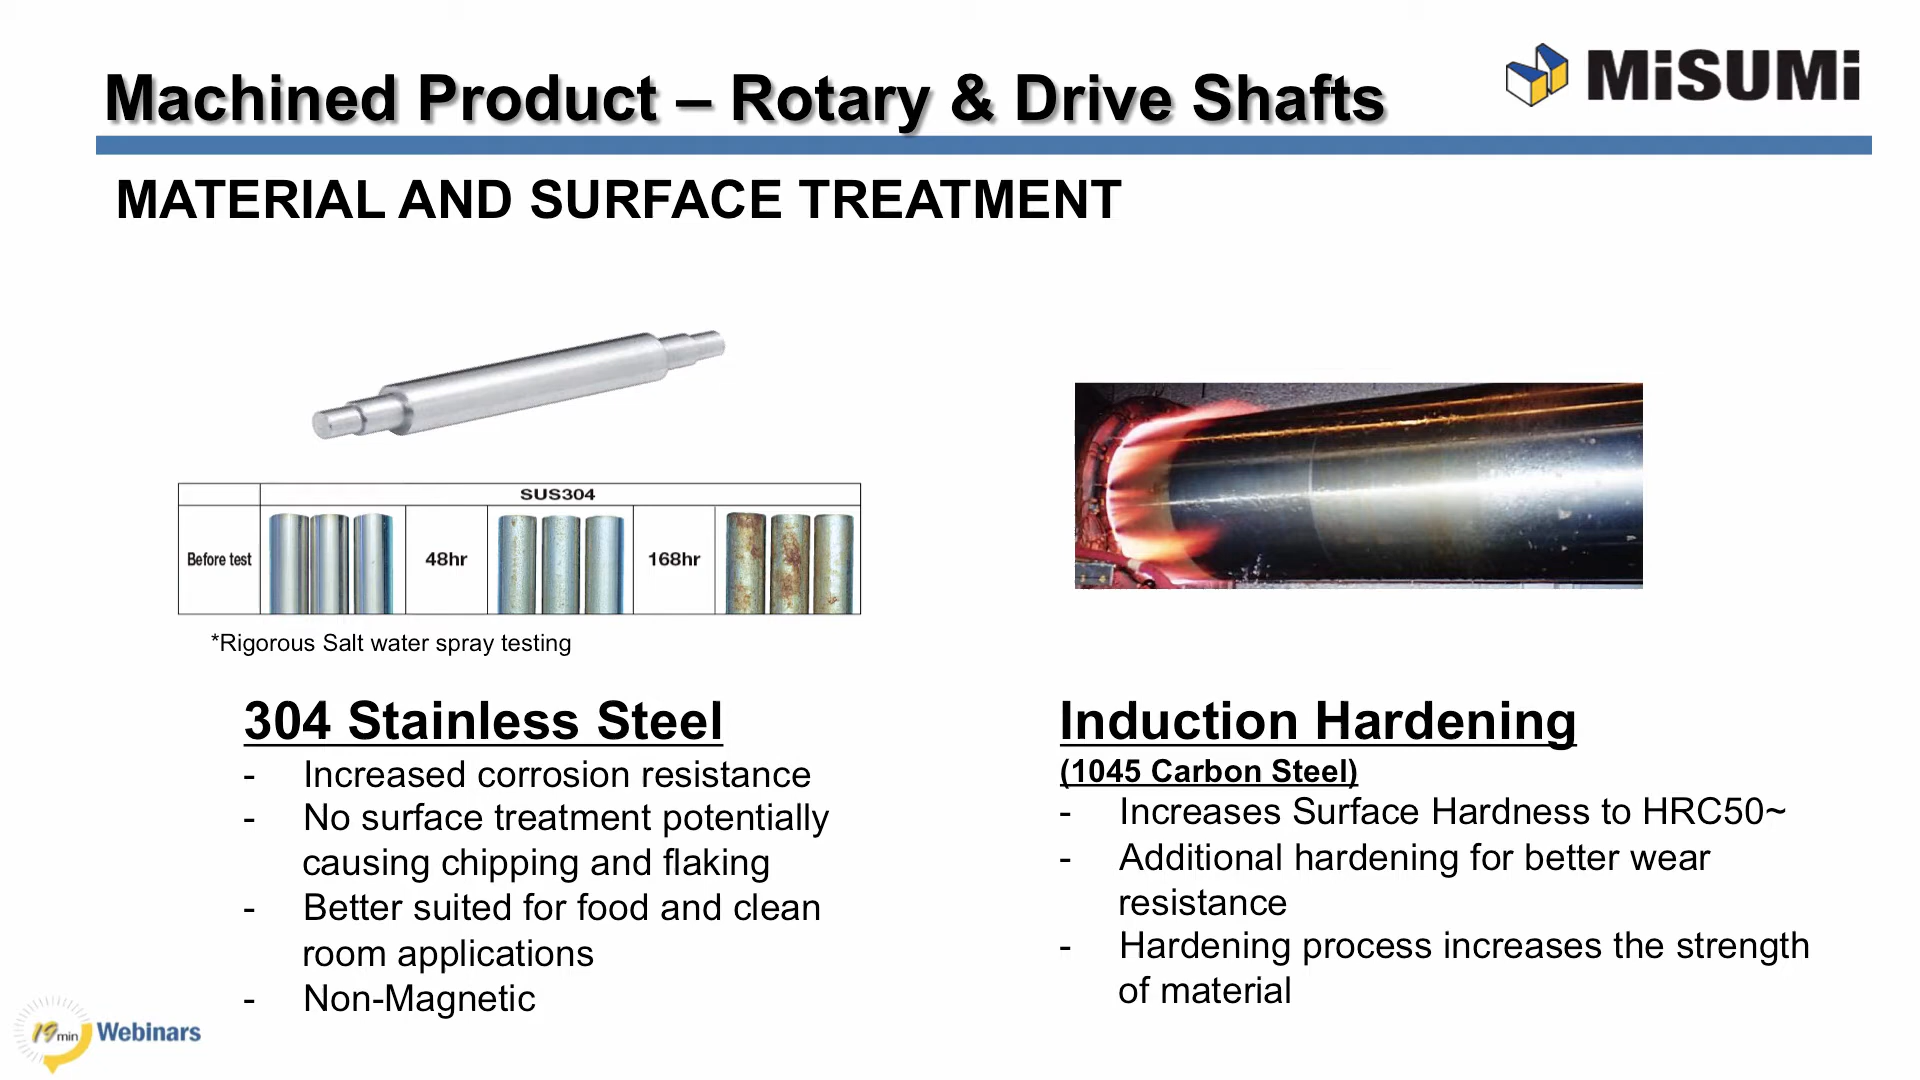 Machined Product – Rotary & Drive Shafts
MiSUMi
MATERIAL AND SURFACE TREATMENT
SUS304
Before test
48hr
168hr
*Rigorous Salt water spray testing
304 Stainless Steel
- Increased corrosion resistance
- No surface treatment potentially
causing chipping and flaking
- Better suited for food and clean
room applications
- Non-Magnetic
Induction Hardening
(1045 Carbon Steel)
- Increases Surface Hardness to HRC50~
- Additional hardening for better wear
resistance
- Hardening process increases the strength
of material
19min Webinars